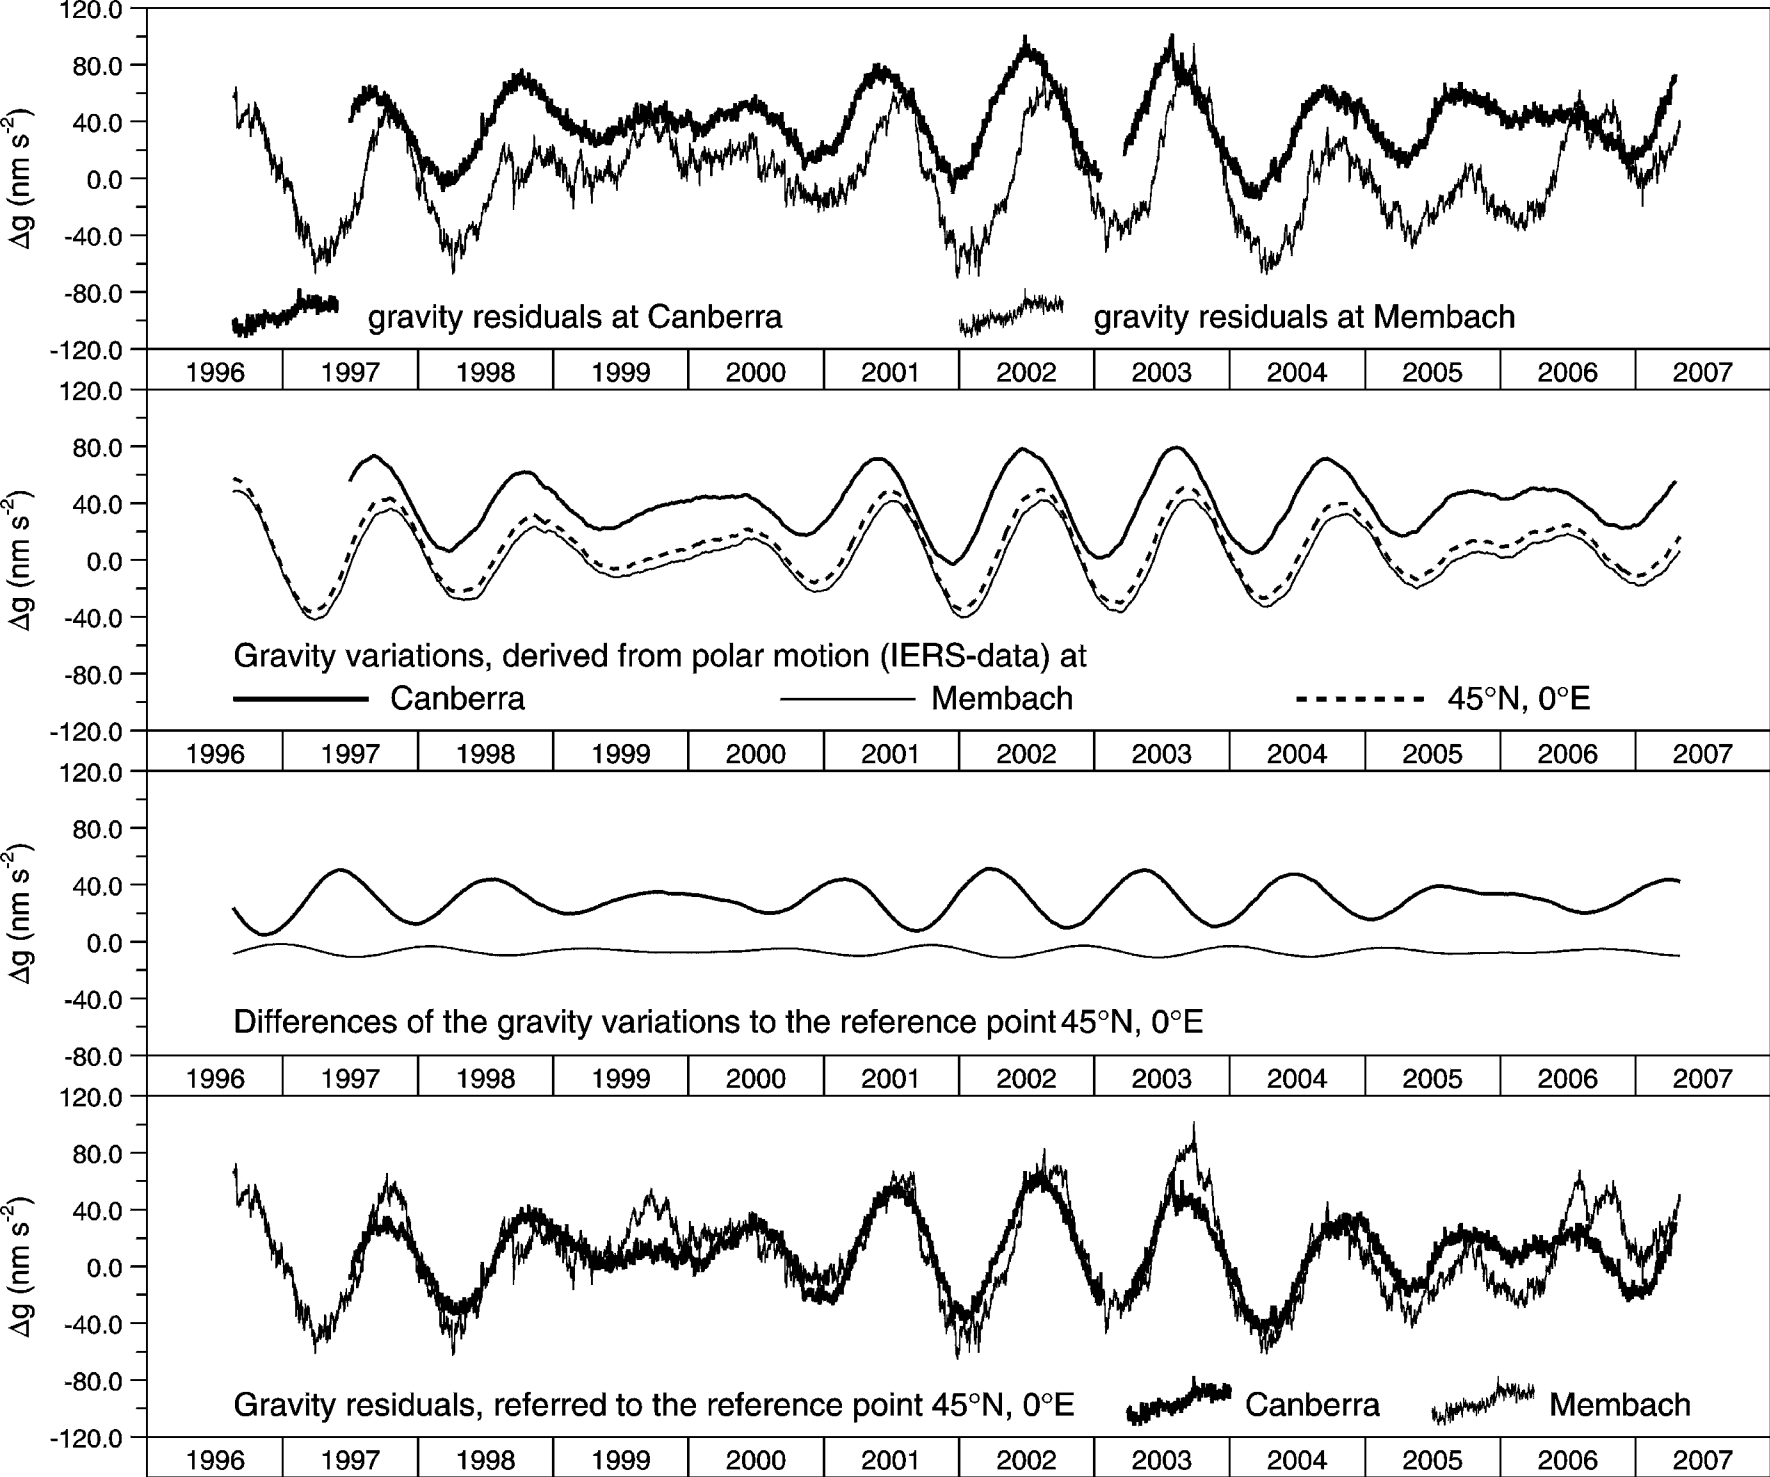 120.0
80.0
40.0
0.0
-40.0
-80.0
-120.0
Δg (nm s-2)
gravity residuals at Canberra gravity residuals at Membach
1996 1997 1998 1999 2000 2001 2002 2003 2004 2005 2006 2007
120.0
80.0
40.0
0.0
-40.0
-80.0
-120.0
Δg (nm s-2)
Gravity variations, derived from polar motion (IERS-data) at
Canberra Membach 45°N, 0°E
1996 1997 1998 1999 2000 2001 2002 2003 2004 2005 2006 2007
120.0
80.0
40.0
0.0
-40.0
-80.0
Δg (nm s-2)
Differences of the gravity variations to the reference point 45°N, 0°E
1996 1997 1998 1999 2000 2001 2002 2003 2004 2005 2006 2007
120.0
80.0
40.0
0.0
-40.0
-80.0
-120.0
Δg (nm s-2)
Gravity residuals, referred to the reference point 45°N, 0°E Canberra Membach
1996 1997 1998 1999 2000 2001 2002 2003 2004 2005 2006 2007